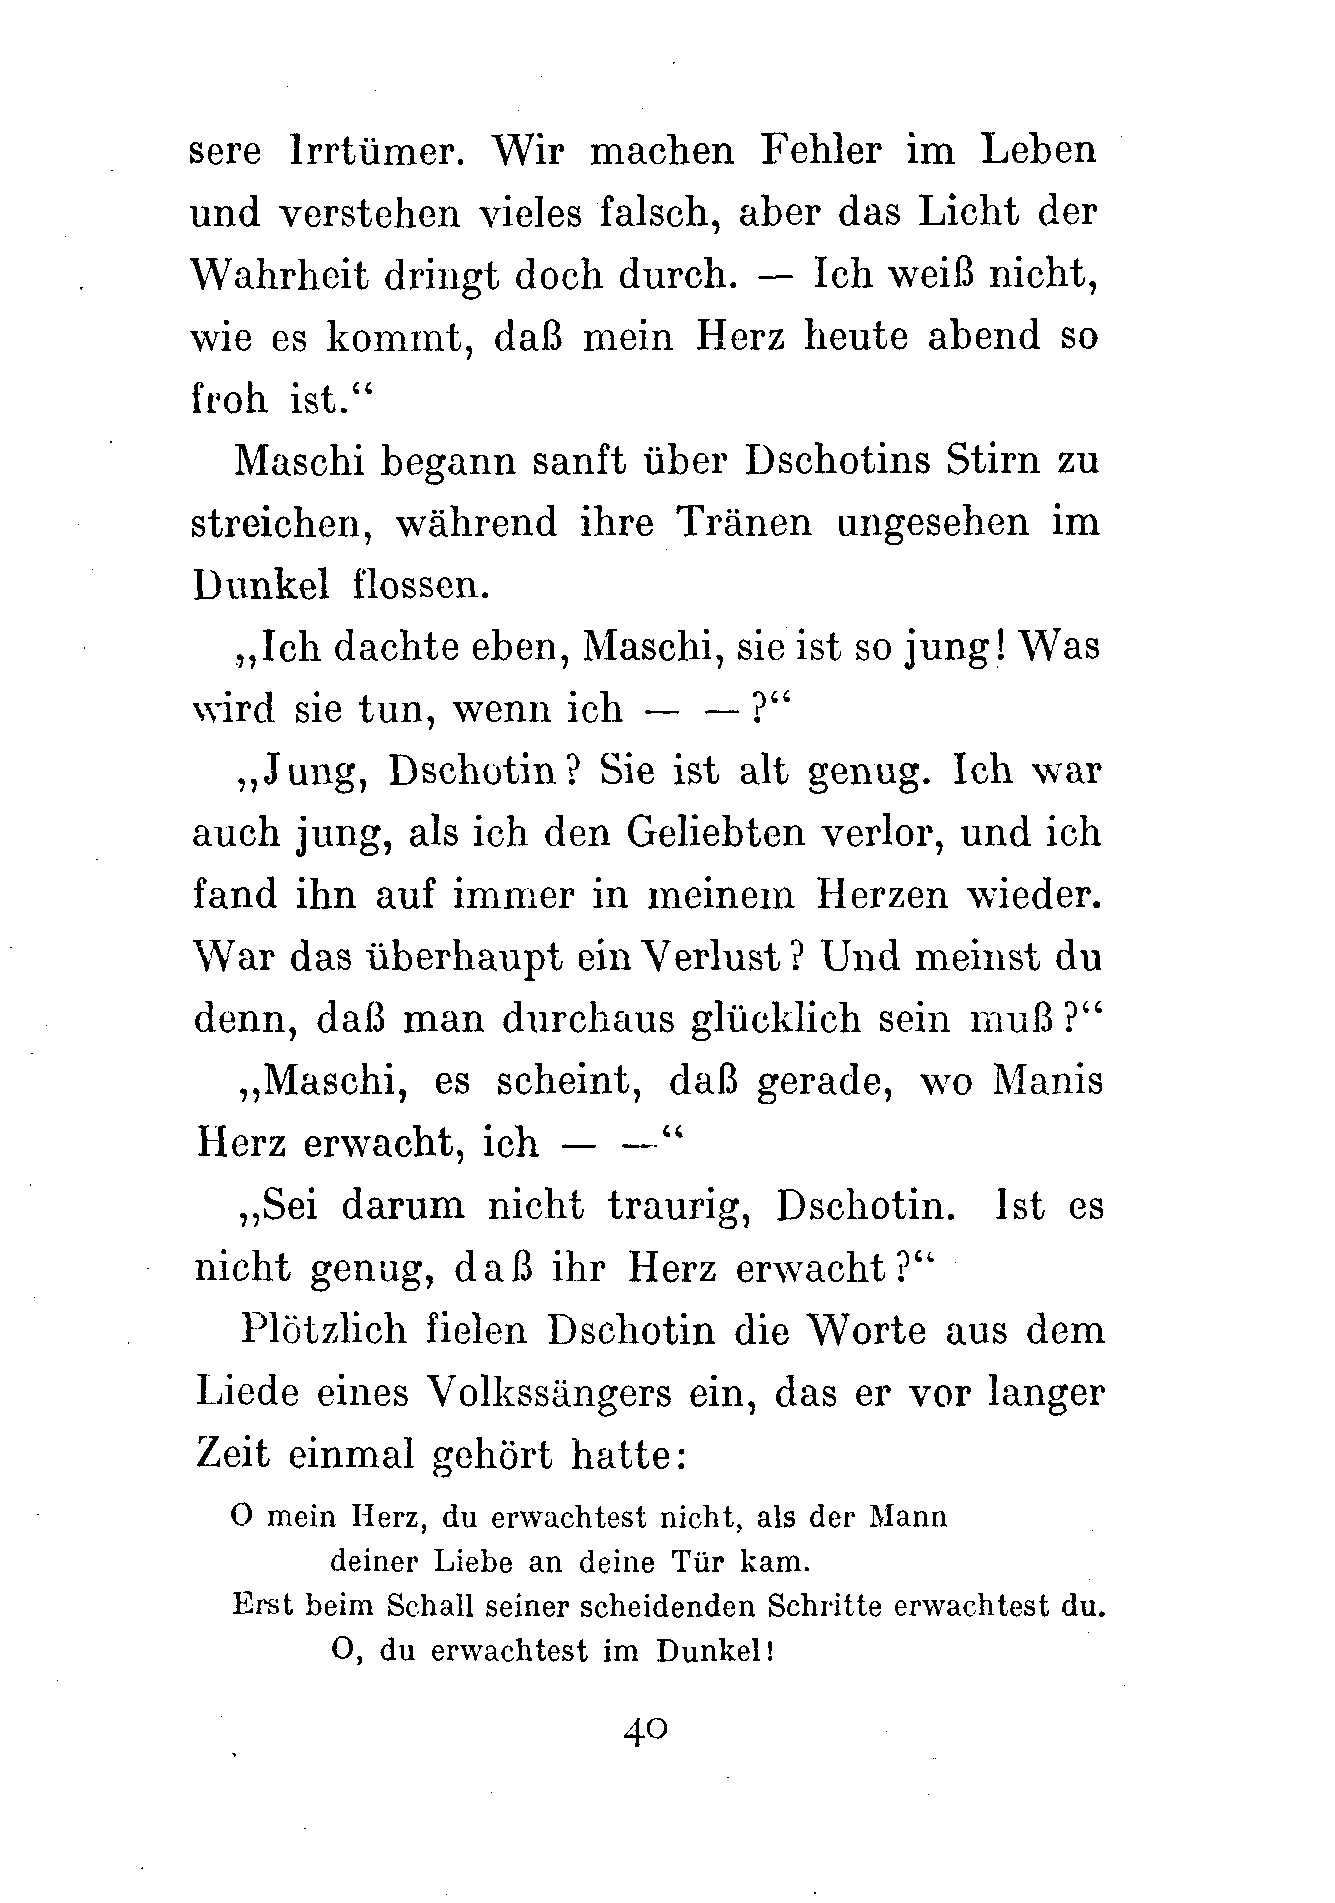 sere Irrtümer. Wir machen Fehler im Leben
und verstehen vieles falsch, aber das Licht der
Wahrheit dringt doch durch. — Ich weiß nicht,
wie es kommt, daß mein Herz heute abend so
froh ist.“
Maschi begann sanft über Dschotins Stirn zu
streichen, während ihre Tränen ungesehen im
Dunkel flossen.
„Ich dachte eben, Maschi, sie ist so jung! Was
wird sie tun, wenn ich — — ?“
„Jung, Dschotin? Sie ist alt genug. Ich war
auch jung, als ich den Geliebten verlor, und ich
fand ihn auf immer in meinem Herzen wieder.
War das überhaupt ein Verlust? Und meinst du
denn, daß man durchaus glücklich sein muß?“
„Maschi, es scheint, daß gerade, wo Manis
Herz erwacht, ich — —“
„Sei darum nicht traurig, Dschotin. Ist es
nicht genug, daß ihr Herz erwacht?“
Plötzlich fielen Dschotin die Worte aus dem
Liede eines Volkssängers ein, das er vor langer
Zeit einmal gehört hatte:
O mein Herz, du erwachtest nicht, als der Mann
deiner Liebe an deine Tür kam.
Erst beim Schall seiner scheidenden Schritte erwachtest du.
O, du erwachtest im Dunkel!
40